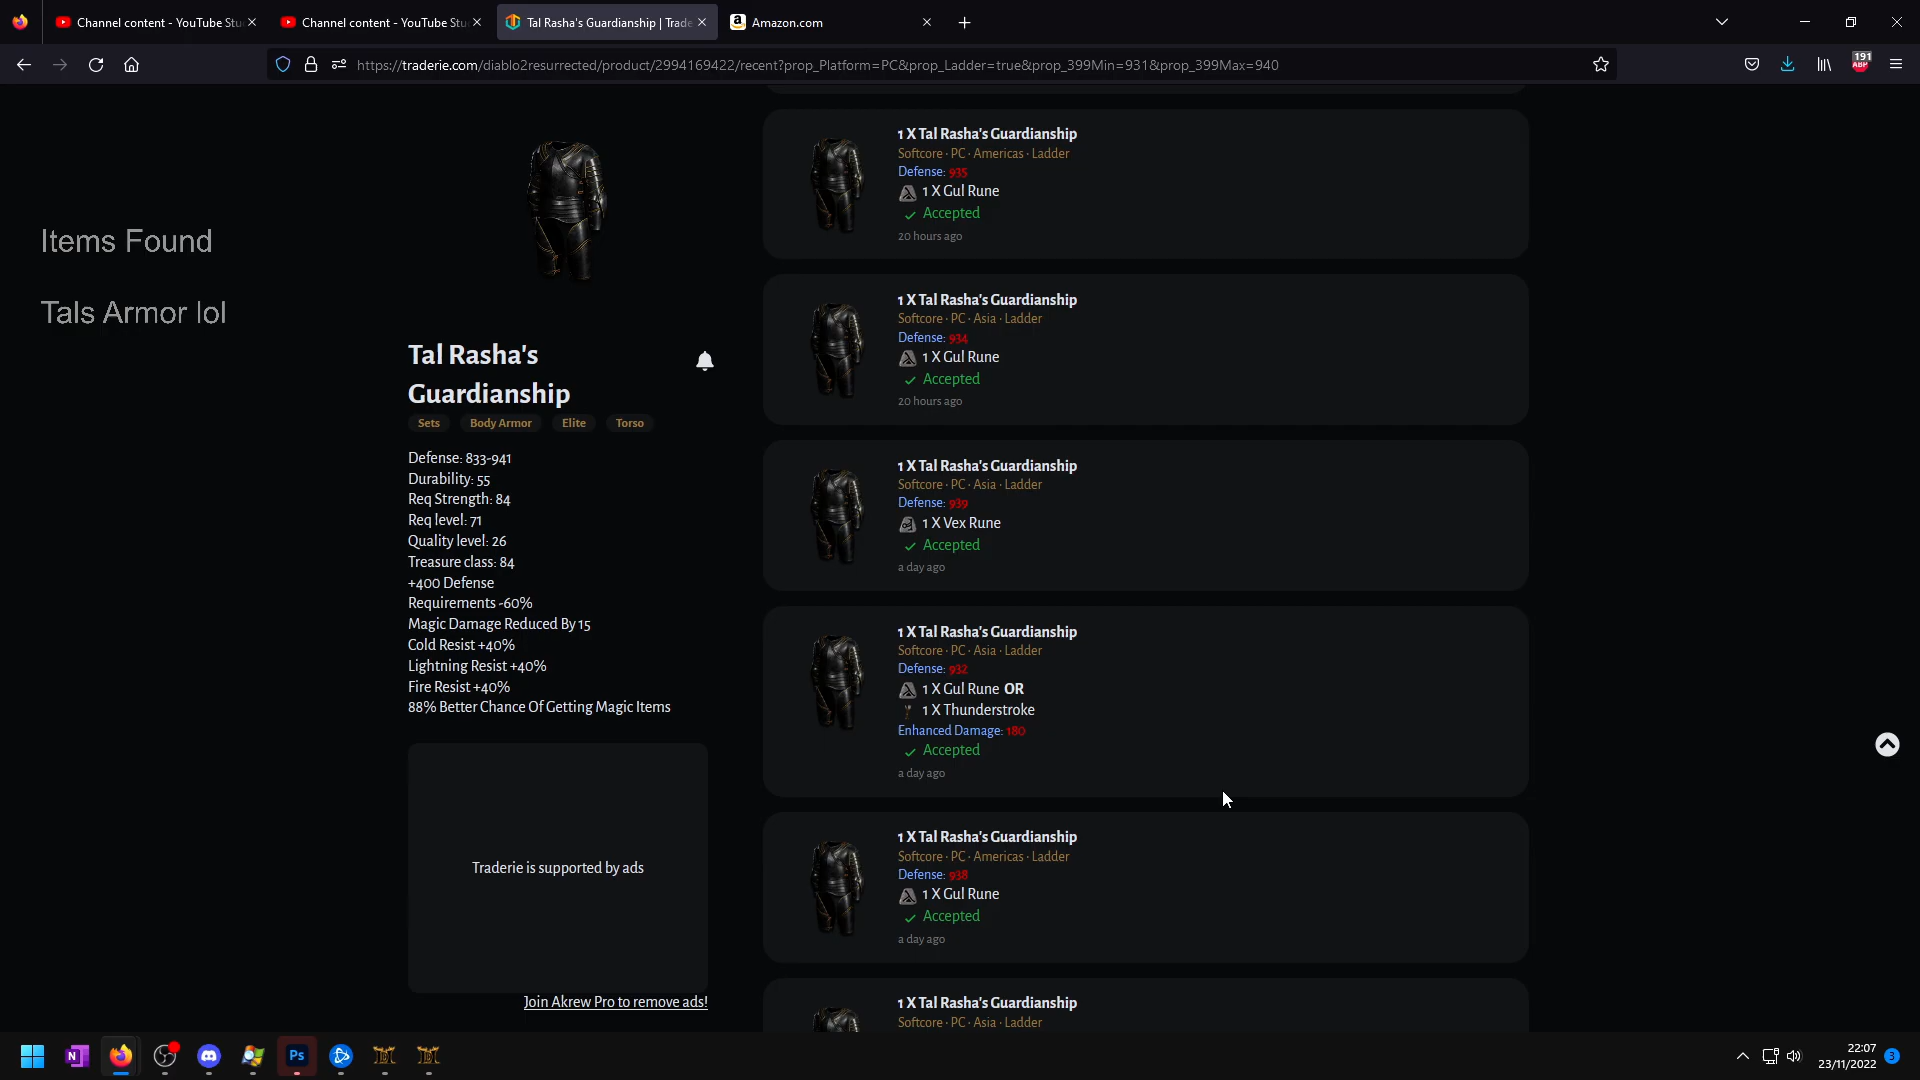 Channel content - YouTube Stu
Channel content - YouTube Stu
Tal Rasha's Guardianship | Trade
Amazon.com
https://traderie.com/diablo2resurrected/product/2994169422/recent?prop_Platform=PC&prop_Ladder=true&prop_399Min=931&prop_399Max=940
191
ABP
Items Found
Tals Armor lol
Tal Rasha's
Guardianship
Sets
Body Armor
Elite
Torso
Defense: 833-941
Durability: 55
Req Strength: 84
Req level: 71
Quality level: 26
Treasure class: 84
+400 Defense
Requirements -60%
Magic Damage Reduced By 15
Cold Resist +40%
Lightning Resist +40%
Fire Resist +40%
88% Better Chance Of Getting Magic Items
Traderie is supported by ads
Join Akrew Pro to remove ads!
1 X Tal Rasha's Guardianship
Softcore · PC · Americas · Ladder
Defense: 935
1 X Gul Rune
Accepted
20 hours ago
1 X Tal Rasha's Guardianship
Softcore · PC · Asia · Ladder
Defense: 934
1 X Gul Rune
Accepted
20 hours ago
1 X Tal Rasha's Guardianship
Softcore · PC · Asia · Ladder
Defense: 939
1 X Vex Rune
Accepted
a day ago
1 X Tal Rasha's Guardianship
Softcore · PC · Asia · Ladder
Defense: 932
1 X Gul Rune OR
1 X Thunderstroke
Enhanced Damage: 180
Accepted
a day ago
1 X Tal Rasha's Guardianship
Softcore · PC · Americas · Ladder
Defense: 938
1 X Gul Rune
Accepted
a day ago
1 X Tal Rasha's Guardianship
Softcore · PC · Asia · Ladder
N
Ps
22:07
23/11/2022
3